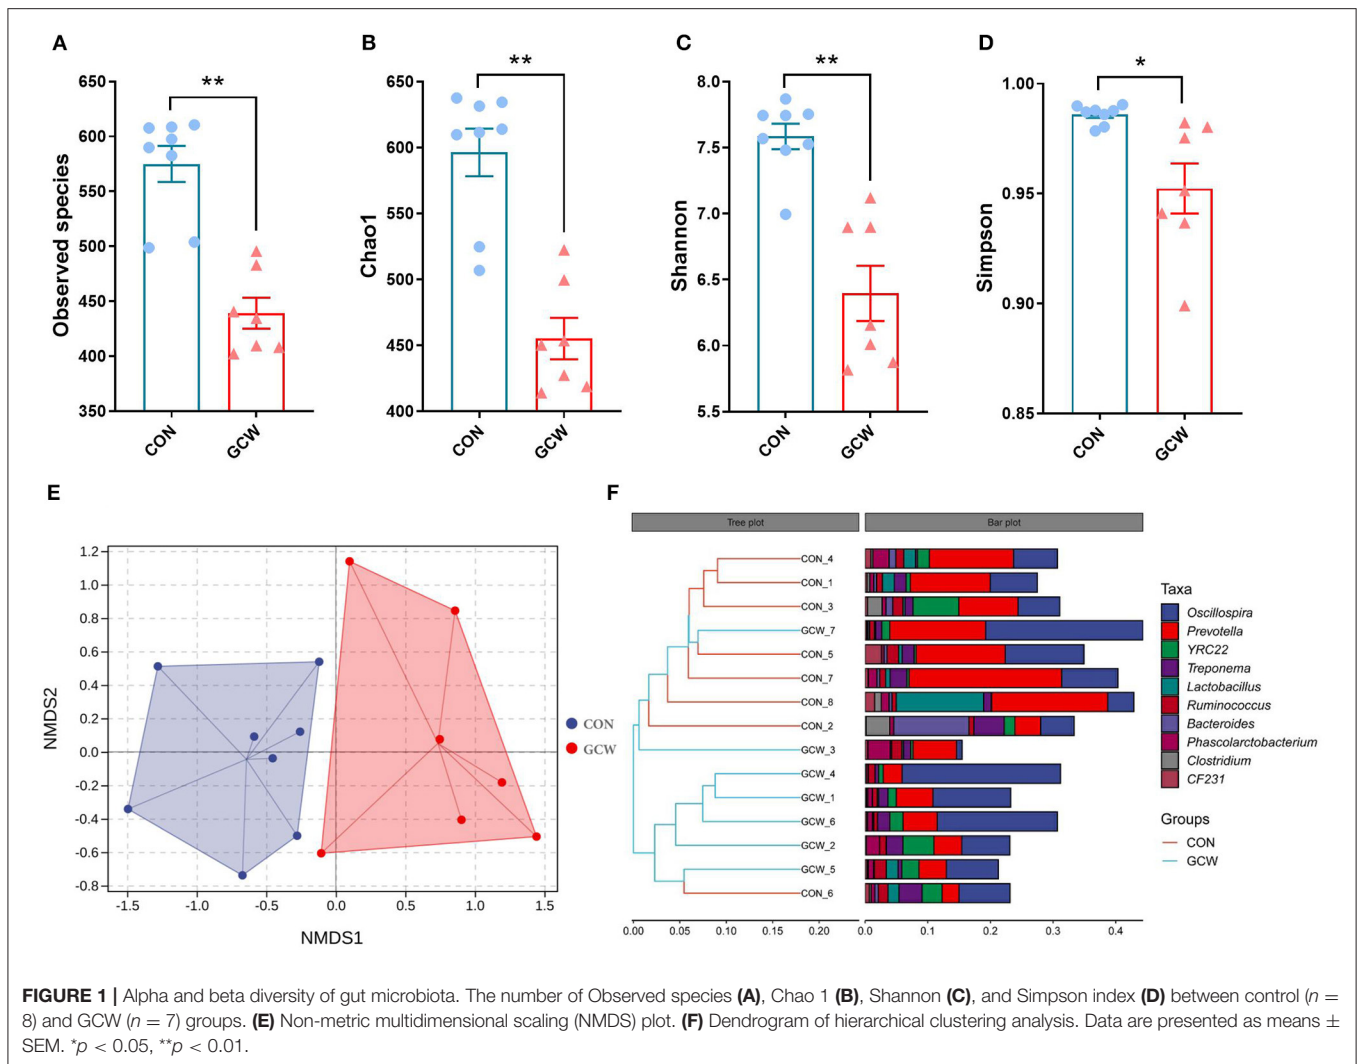 A
B
C
D
**
**
**
*
650
600
550
500
450
400
350
Observed species
CON
GCW
650
600
550
500
450
400
Chao1
CON
GCW
8.0
7.5
7.0
6.5
6.0
5.5
Shannon
CON
GCW
1.00
0.95
0.90
0.85
Simpson
CON
GCW
E
1.2
1.0
0.8
0.6
0.4
0.2
0.0
-0.2
-0.4
-0.6
-0.8
NMDS2
-1.5
-1.0
-0.5
0.0
0.5
1.0
1.5
NMDS1
CON
GCW
F
Tree plot
Bar plot
CON_4
CON_1
CON_3
GCW_7
CON_5
CON_7
CON_8
CON_2
GCW_3
GCW_4
GCW_1
GCW_6
GCW_2
GCW_5
CON_6
0.00
0.05
0.10
0.15
0.20
0.0
0.1
0.2
0.3
0.4
Taxa
Oscillospira
Prevotella
YRC22
Treponema
Lactobacillus
Ruminococcus
Bacteroides
Phascolarctobacterium
Clostridium
CF231
Groups
CON
GCW
FIGURE 1 | Alpha and beta diversity of gut microbiota. The number of Observed species (A), Chao 1 (B), Shannon (C), and Simpson index (D) between control (n =
8) and GCW (n = 7) groups. (E) Non-metric multidimensional scaling (NMDS) plot. (F) Dendrogram of hierarchical clustering analysis. Data are presented as means ±
SEM. *p < 0.05, **p < 0.01.